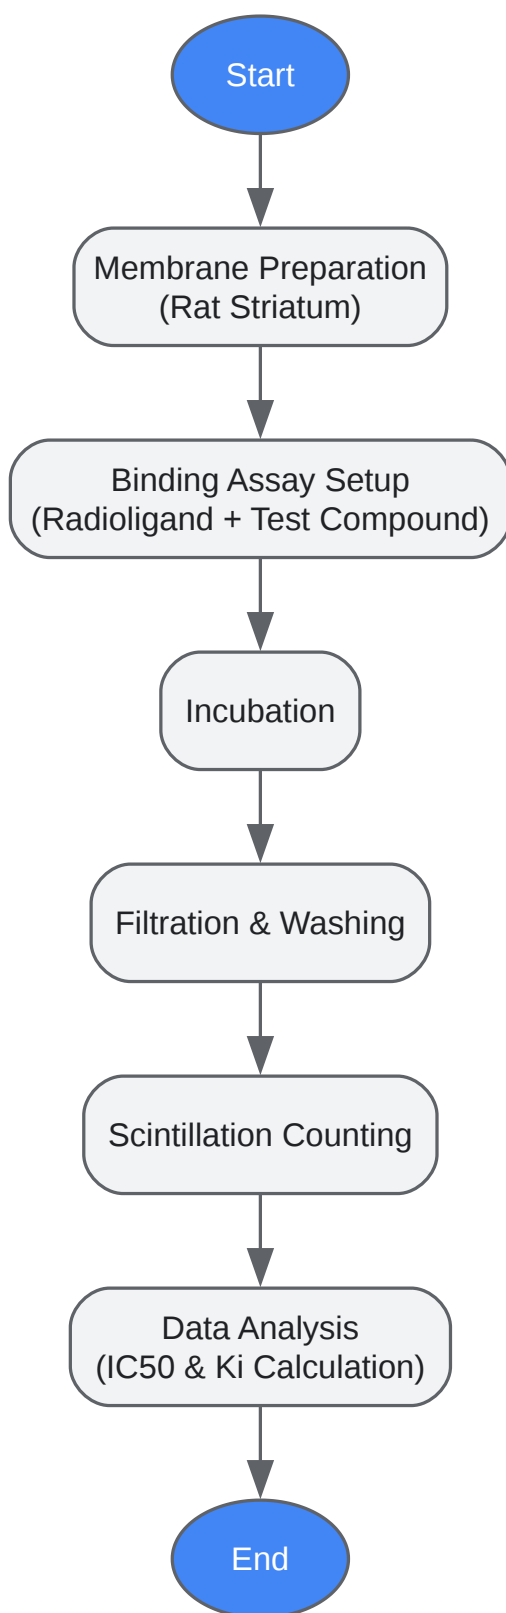 Start
Membrane Preparation
(Rat Striatum)
Binding Assay Setup
(Radioligand + Test Compound)
Incubation
Filtration & Washing
Scintillation Counting
Data Analysis
(IC50 & Ki Calculation)
End